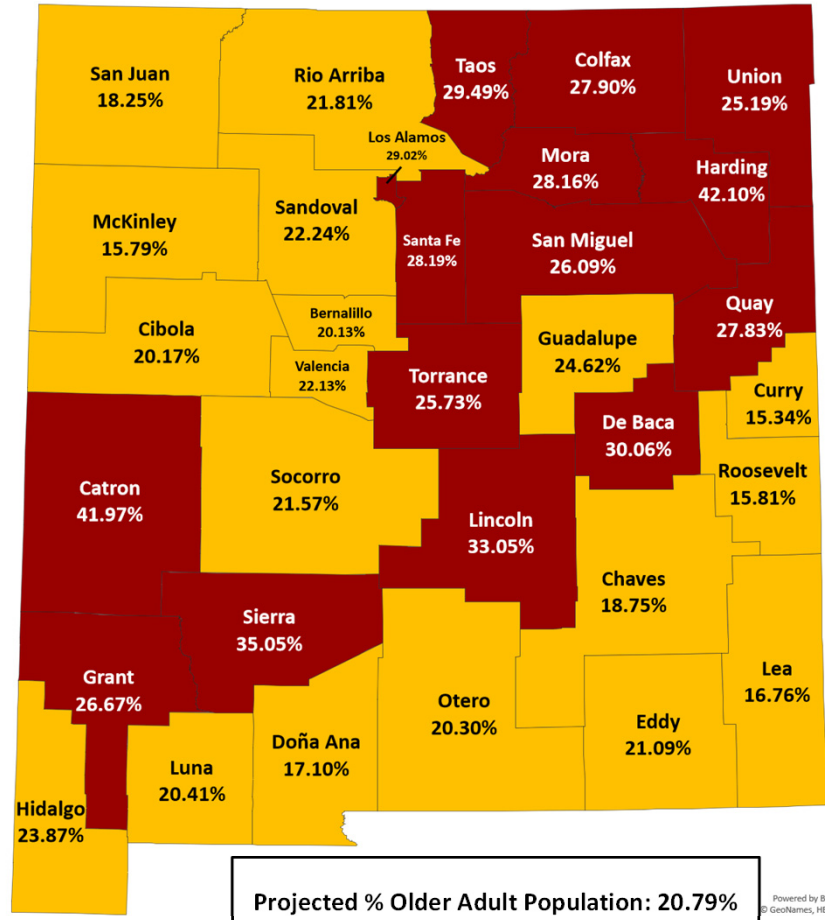 San Juan
18.25%
Rio Arriba
21.81%
Taos
29.49%
Colfax
27.90%
Union
25.19%
Los Alamos
29.02%
Mora
28.16%
Harding
42.10%
McKinley
15.79%
Sandoval
22.24%
Santa Fe
28.19%
San Miguel
26.09%
Quay
27.83%
Cibola
20.17%
Bernalillo
20.13%
Valencia
22.13%
Torrance
25.73%
Guadalupe
24.62%
Curry
15.34%
De Baca
30.06%
Roosevelt
15.81%
Catron
41.97%
Socorro
21.57%
Lincoln
33.05%
Chaves
18.75%
Sierra
35.05%
Grant
26.67%
Lea
16.76%
Otero
20.30%
Eddy
21.09%
Doña Ana
17.10%
Luna
20.41%
Hidalgo
23.87%
Projected % Older Adult Population: 20.79%
Powered by B
© GeoNames, HE